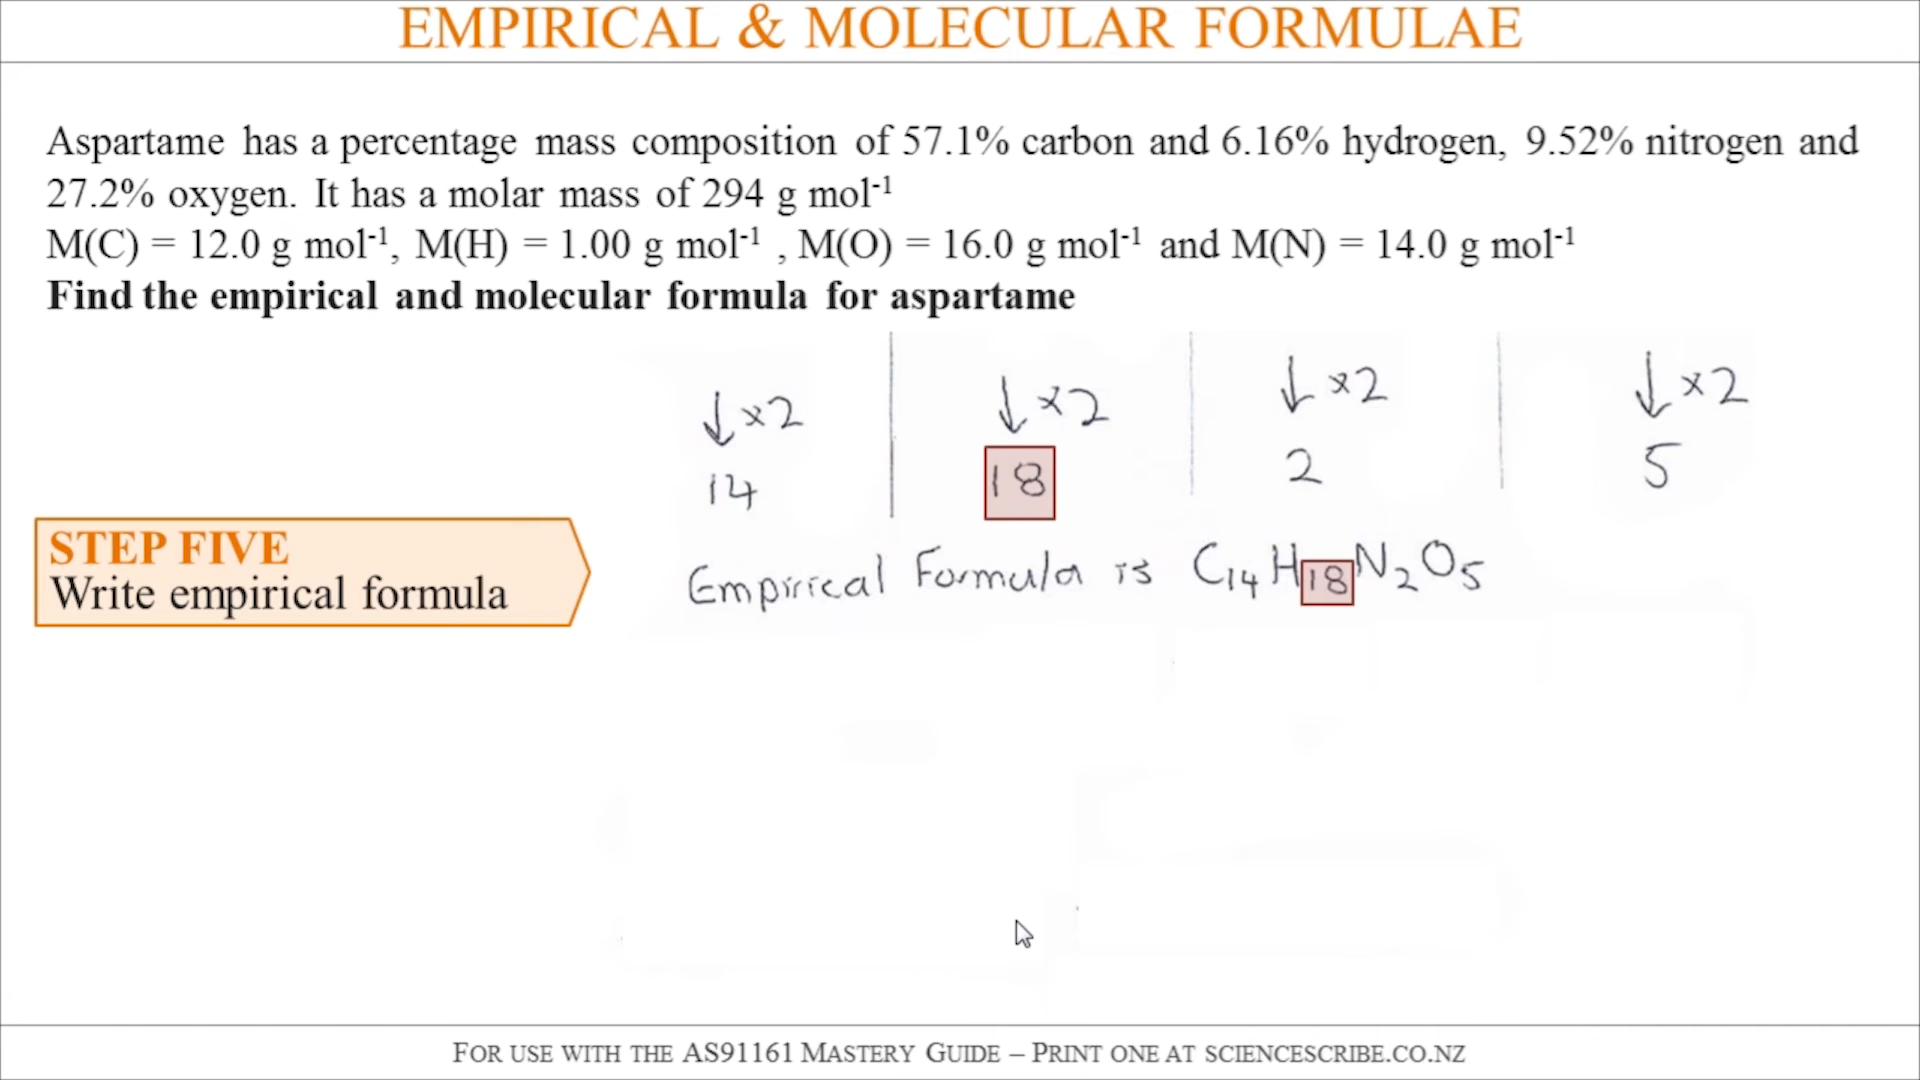 EMPIRICAL & MOLECULAR FORMULAE
Aspartame has a percentage mass composition of 57.1% carbon and 6.16% hydrogen, 9.52% nitrogen and
27.2% oxygen. It has a molar mass of 294 g mol⁻¹
M(C) = 12.0 g mol⁻¹, M(H) = 1.00 g mol⁻¹ , M(O) = 16.0 g mol⁻¹ and M(N) = 14.0 g mol⁻¹
Find the empirical and molecular formula for aspartame
↓×2 ↓×2 ↓×2 ↓×2
14 18 2 5
STEP FIVE
Write empirical formula
Empirical Formula is C₁₄H₁₈N₂O₅
FOR USE WITH THE AS91161 MASTERY GUIDE – PRINT ONE AT SCIENCESCRIBE.CO.NZ